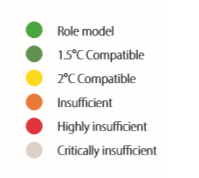 Role model
1.5°C Compatible
2°C Compatible
Insufficient
Highly insufficient
Critically insufficient